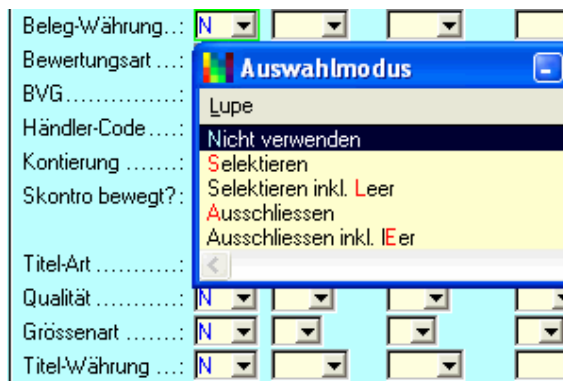 Beleg-Währung..: N
Bewertungsart ...:
Auswahlmodus
BVG...............:
Lupe
Händler-Code....:
Nicht verwenden
Kontierung .......:
Selektieren
Skontro bewegt?:
Selektieren inkl. Leer
Ausschliessen
Ausschliessen inkl. lEer
Titel-Art ...........:
Qualität ..........: N
Grössenart .......: N
Titel-Währung ...: N